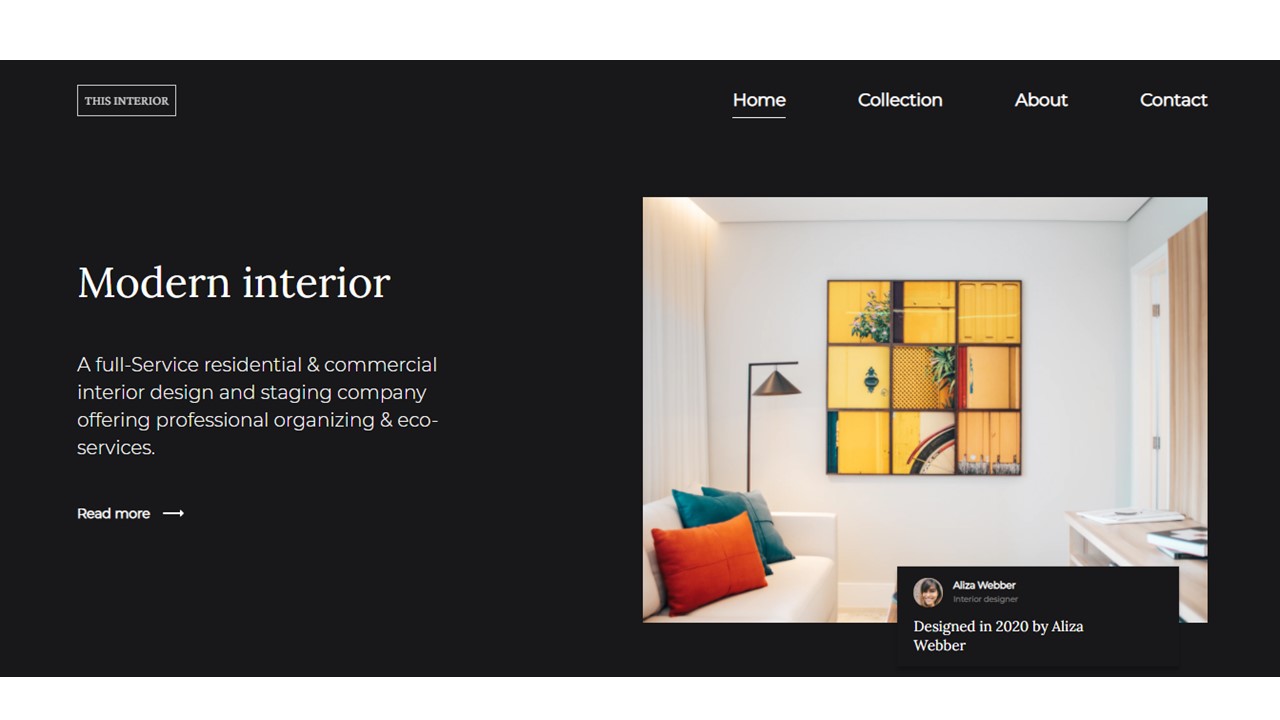 THIS INTERIOR
Home
Collection
About
Contact
Modern interior
A full-Service residential & commercial
interior design and staging company
offering professional organizing & eco-
services.
Read more
Aliza Webber
Interior designer
Designed in 2020 by Aliza
Webber